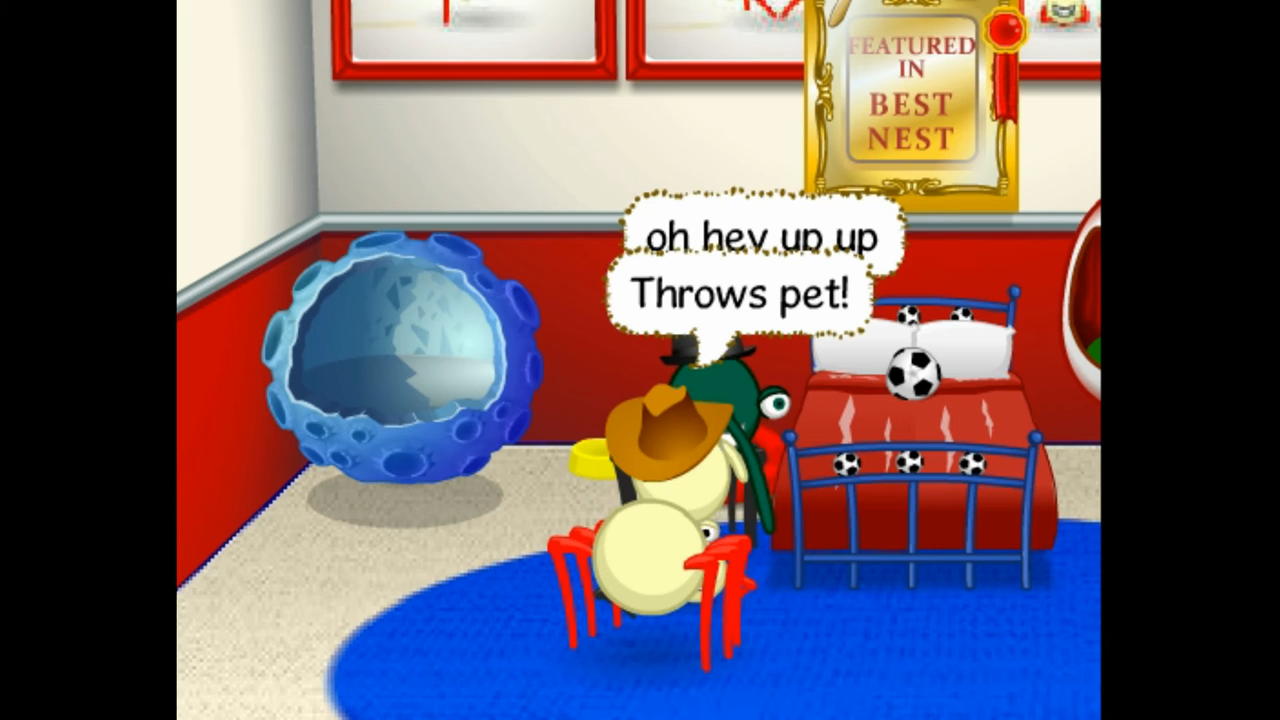 FEATURED
IN
BEST
NEST
oh hey up up
Throws pet!